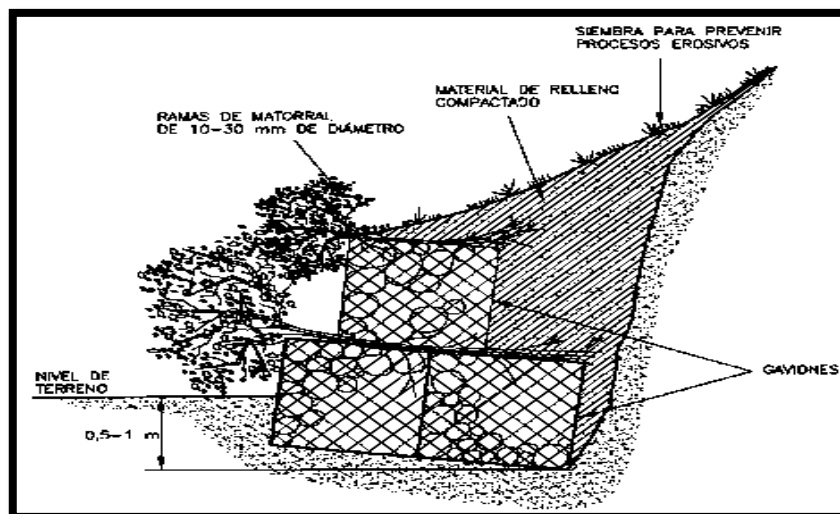 SIEMBRA PARA PREVENIR
PROCESOS EROSIVOS
MATERIAL DE RELLENO
COMPACTADO
RAMAS DE MATORRAL
DE 10-30 mm DE DIÁMETRO
NIVEL DE
TERRENO
0,5-1 m
GAVIONES